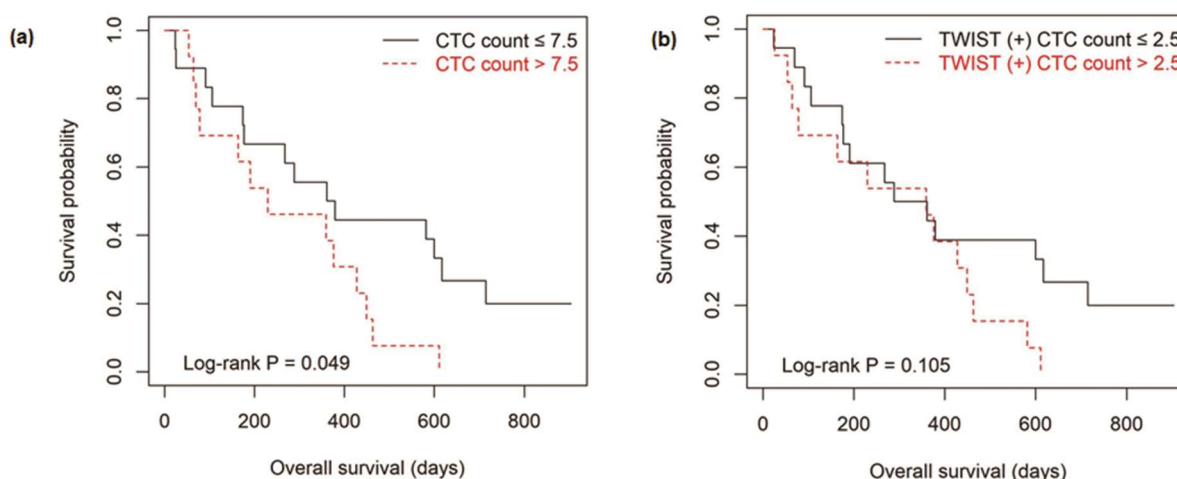 (a)
CTC count ≤ 7.5
CTC count > 7.5
Survival probability
1.0
0.8
0.6
0.4
0.2
0.0
Log-rank P = 0.049
0 200 400 600 800
Overall survival (days)
(b)
TWIST (+) CTC count ≤ 2.5
TWIST (+) CTC count > 2.5
Survival probability
1.0
0.8
0.6
0.4
0.2
0.0
Log-rank P = 0.105
0 200 400 600 800
Overall survival (days)